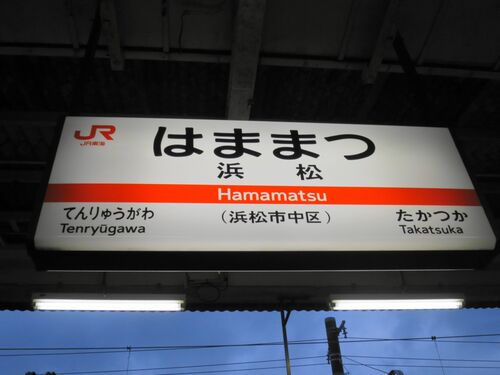 JR
JR東海
はままつ
浜松
Hamamatsu
てんりゅうがわ
Tenryūgawa
(浜松市中区)
たかつか
Takatsuka